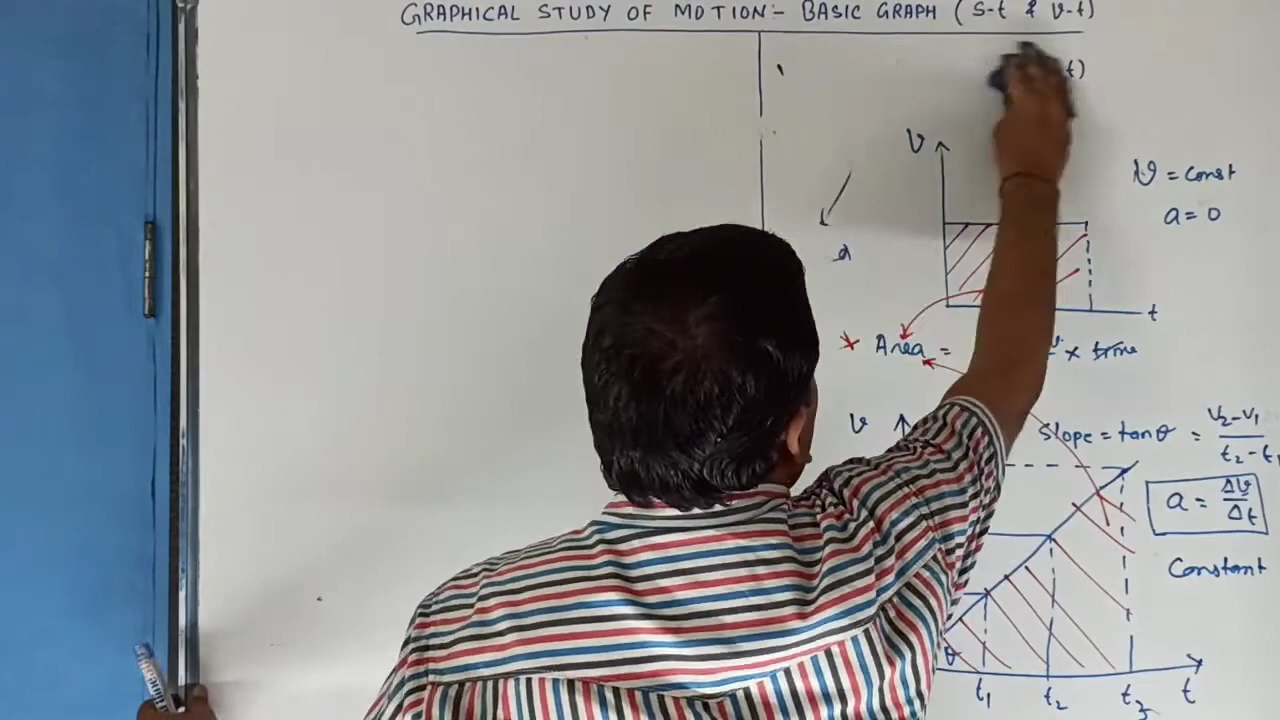 GRAPHICAL STUDY OF MOTION:- BASIC GRAPH (S-t & v-t)
t)
v
v = const
a = 0
t
* Area = × time
v
Slope = tanθ = v2-v1 / t2-t1
a = Δv / Δt
Constant
θ
t1 t2 t3 t